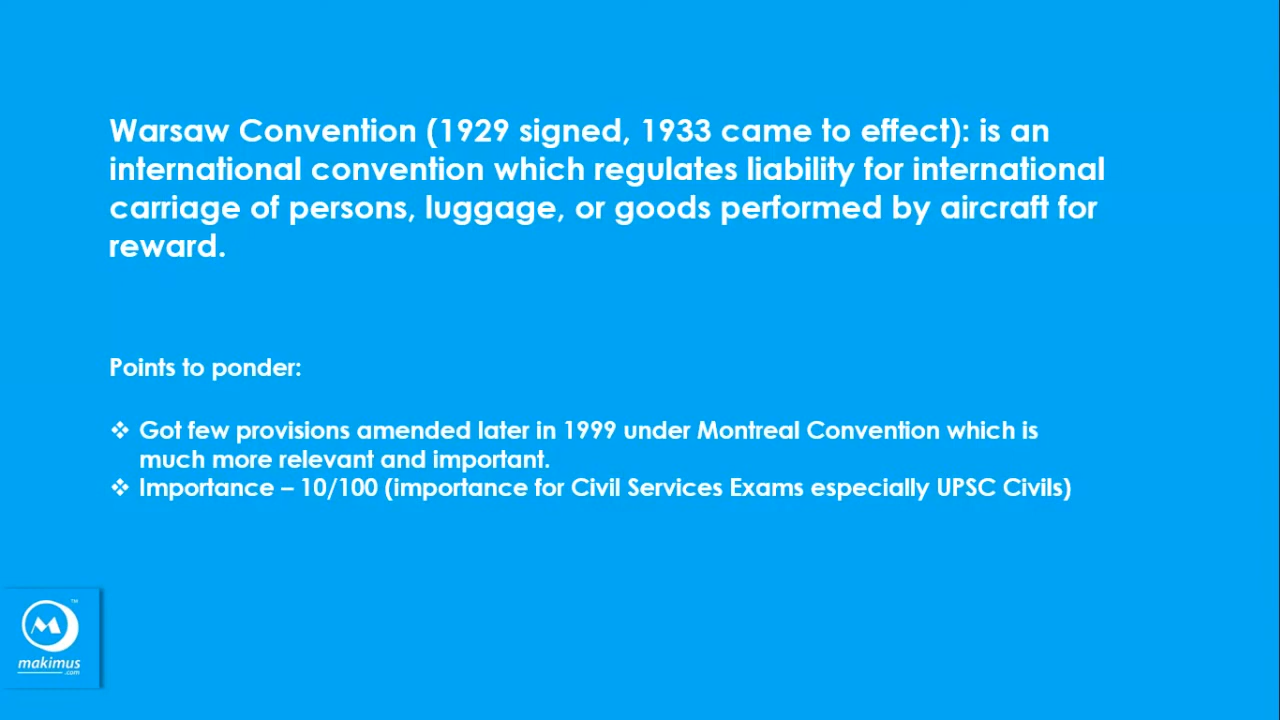 Warsaw Convention (1929 signed, 1933 came to effect): is an
international convention which regulates liability for international
carriage of persons, luggage, or goods performed by aircraft for
reward.
Points to ponder:
❖ Got few provisions amended later in 1999 under Montreal Convention which is
much more relevant and important.
❖ Importance – 10/100 (importance for Civil Services Exams especially UPSC Civils)
M TM
makimus
.com